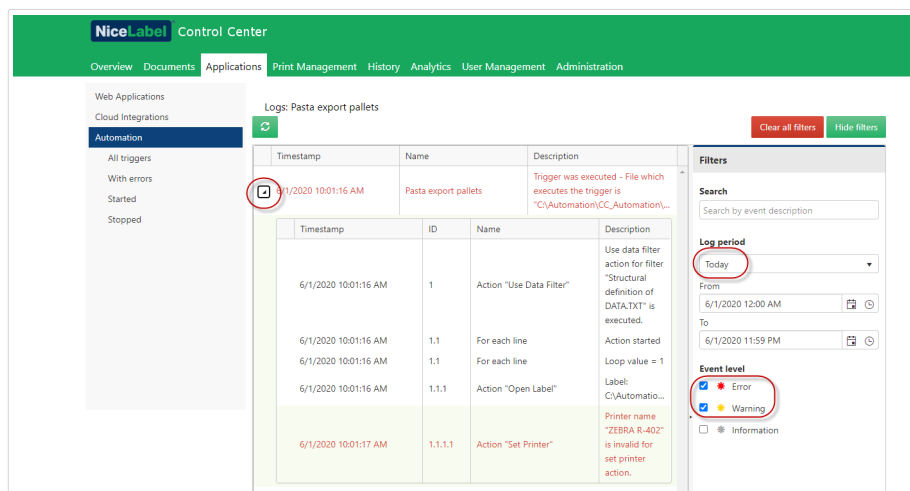 NiceLabel Control Center
Overview Documents Applications Print Management History Analytics User Management Administration
Web Applications
Cloud Integrations
Automation
All triggers
With errors
Started
Stopped
Logs: Pasta export pallets
Clear all filters Hide filters
Timestamp Name Description
6/1/2020 10:01:16 AM Pasta export pallets
Trigger was executed - File which
executes the trigger is
"C:\Automation\CC_Automation\...
Timestamp ID Name Description
6/1/2020 10:01:16 AM 1 Action "Use Data Filter"
Use data filter
action for filter
"Structural
definition of
DATA.TXT" is
executed.
6/1/2020 10:01:16 AM 1.1 For each line Action started
6/1/2020 10:01:16 AM 1.1 For each line Loop value = 1
6/1/2020 10:01:16 AM 1.1.1 Action "Open Label"
Label:
C:\Automatio...
6/1/2020 10:01:17 AM 1.1.1.1 Action "Set Printer"
Printer name
"ZEBRA R-402"
is invalid for
set printer
action.
Filters
Search
Search by event description
Log period
Today
From
6/1/2020 12:00 AM
To
6/1/2020 11:59 PM
Event level
Error
Warning
Information